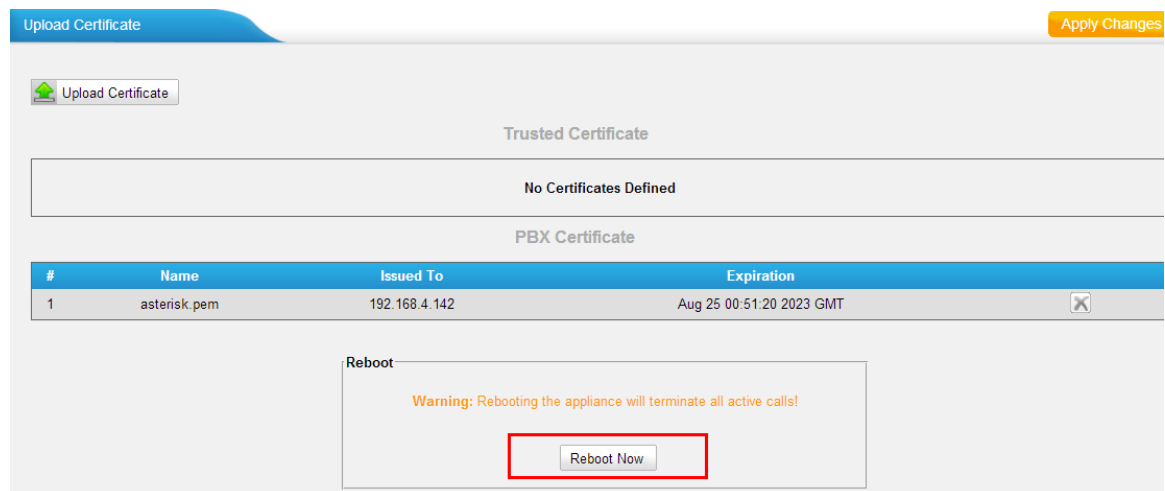 Upload Certificate
Apply Changes
Upload Certificate
Trusted Certificate
No Certificates Defined
PBX Certificate
# Name Issued To Expiration
1 asterisk.pem 192.168.4.142 Aug 25 00:51:20 2023 GMT
Reboot
Warning: Rebooting the appliance will terminate all active calls!
Reboot Now